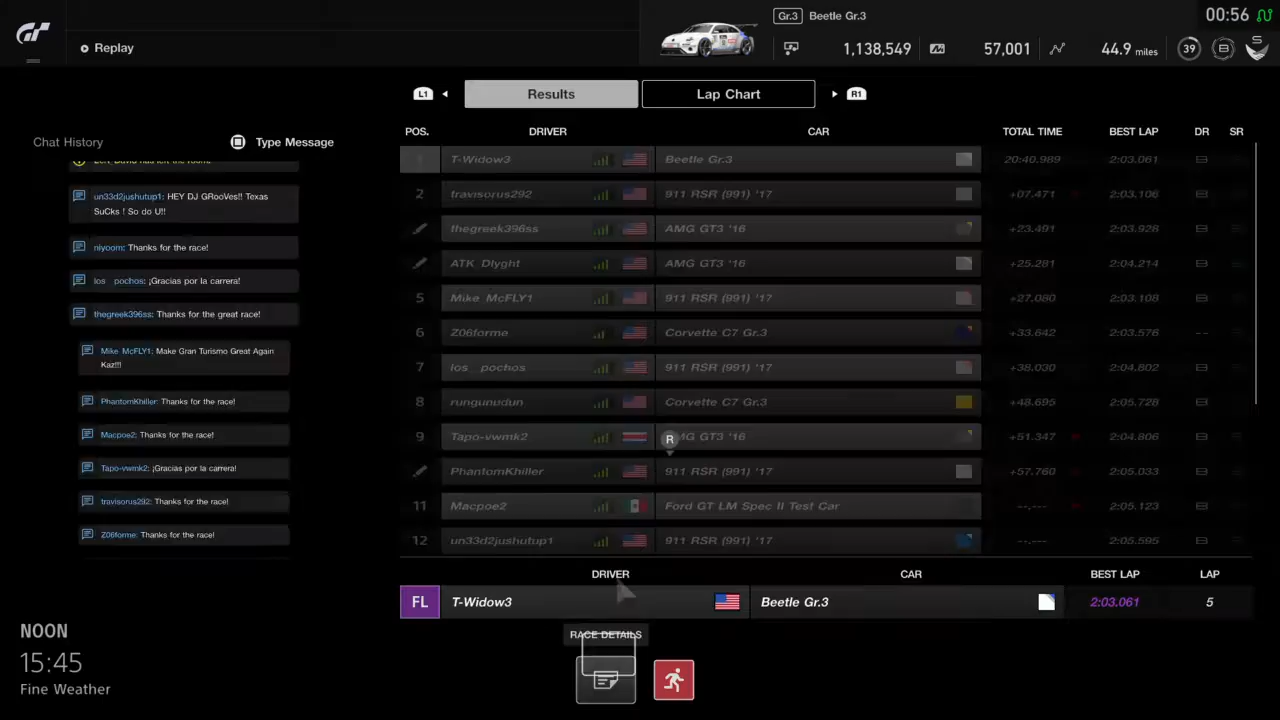 Gr.3 Beetle Gr.3
00:56
Replay
1,138,549
57,001
44.9 miles
39
B
S
L1
Results
Lap Chart
R1
Chat History
Type Message
un33d2jushutup1: HEY DJ GRooVes!! Texas
SuCks ! So do U!!
niyoom: Thanks for the race!
los pochos: ¡Gracias por la carrera!
thegreek396ss: Thanks for the great race!
Mike McFLY1: Make Gran Turismo Great Again
Kaz!!!
PhantomKhiller: Thanks for the race!
Macpoe2: Thanks for the race!
Tapo-vwmk2: ¡Gracias por la carrera!
travisorus292: Thanks for the race!
Z06forme: Thanks for the race!
POS. DRIVER CAR TOTAL TIME BEST LAP DR SR
T-Widow3 Beetle Gr.3 20:40.989 2:03.061
2 travisorus292 911 RSR (991) '17 +07.471 2:03.106
thegreek396ss AMG GT3 '16 +23.491 2:03.928
ATK Dlyght AMG GT3 '16 +25.281 2:04.214
5 Mike McFLY1 911 RSR (991) '17 +27.080 2:03.108
6 Z06forme Corvette C7 Gr.3 +33.642 2:03.576 --
7 los pochos 911 RSR (991) '17 +38.030 2:04.802
8 rungunudun Corvette C7 Gr.3 +48.695 2:05.728
9 Tapo-vwmk2 R MG GT3 '16 +51.347 2:04.806
PhantomKhiller 911 RSR (991) '17 +57.760 2:05.033
11 Macpoe2 Ford GT LM Spec II Test Car --.--- 2:05.123
12 un33d2jushutup1 911 RSR (991) '17 --.--- 2:05.595
DRIVER CAR BEST LAP LAP
FL T-Widow3 Beetle Gr.3 2:03.061 5
RACE DETAILS
NOON
15:45
Fine Weather